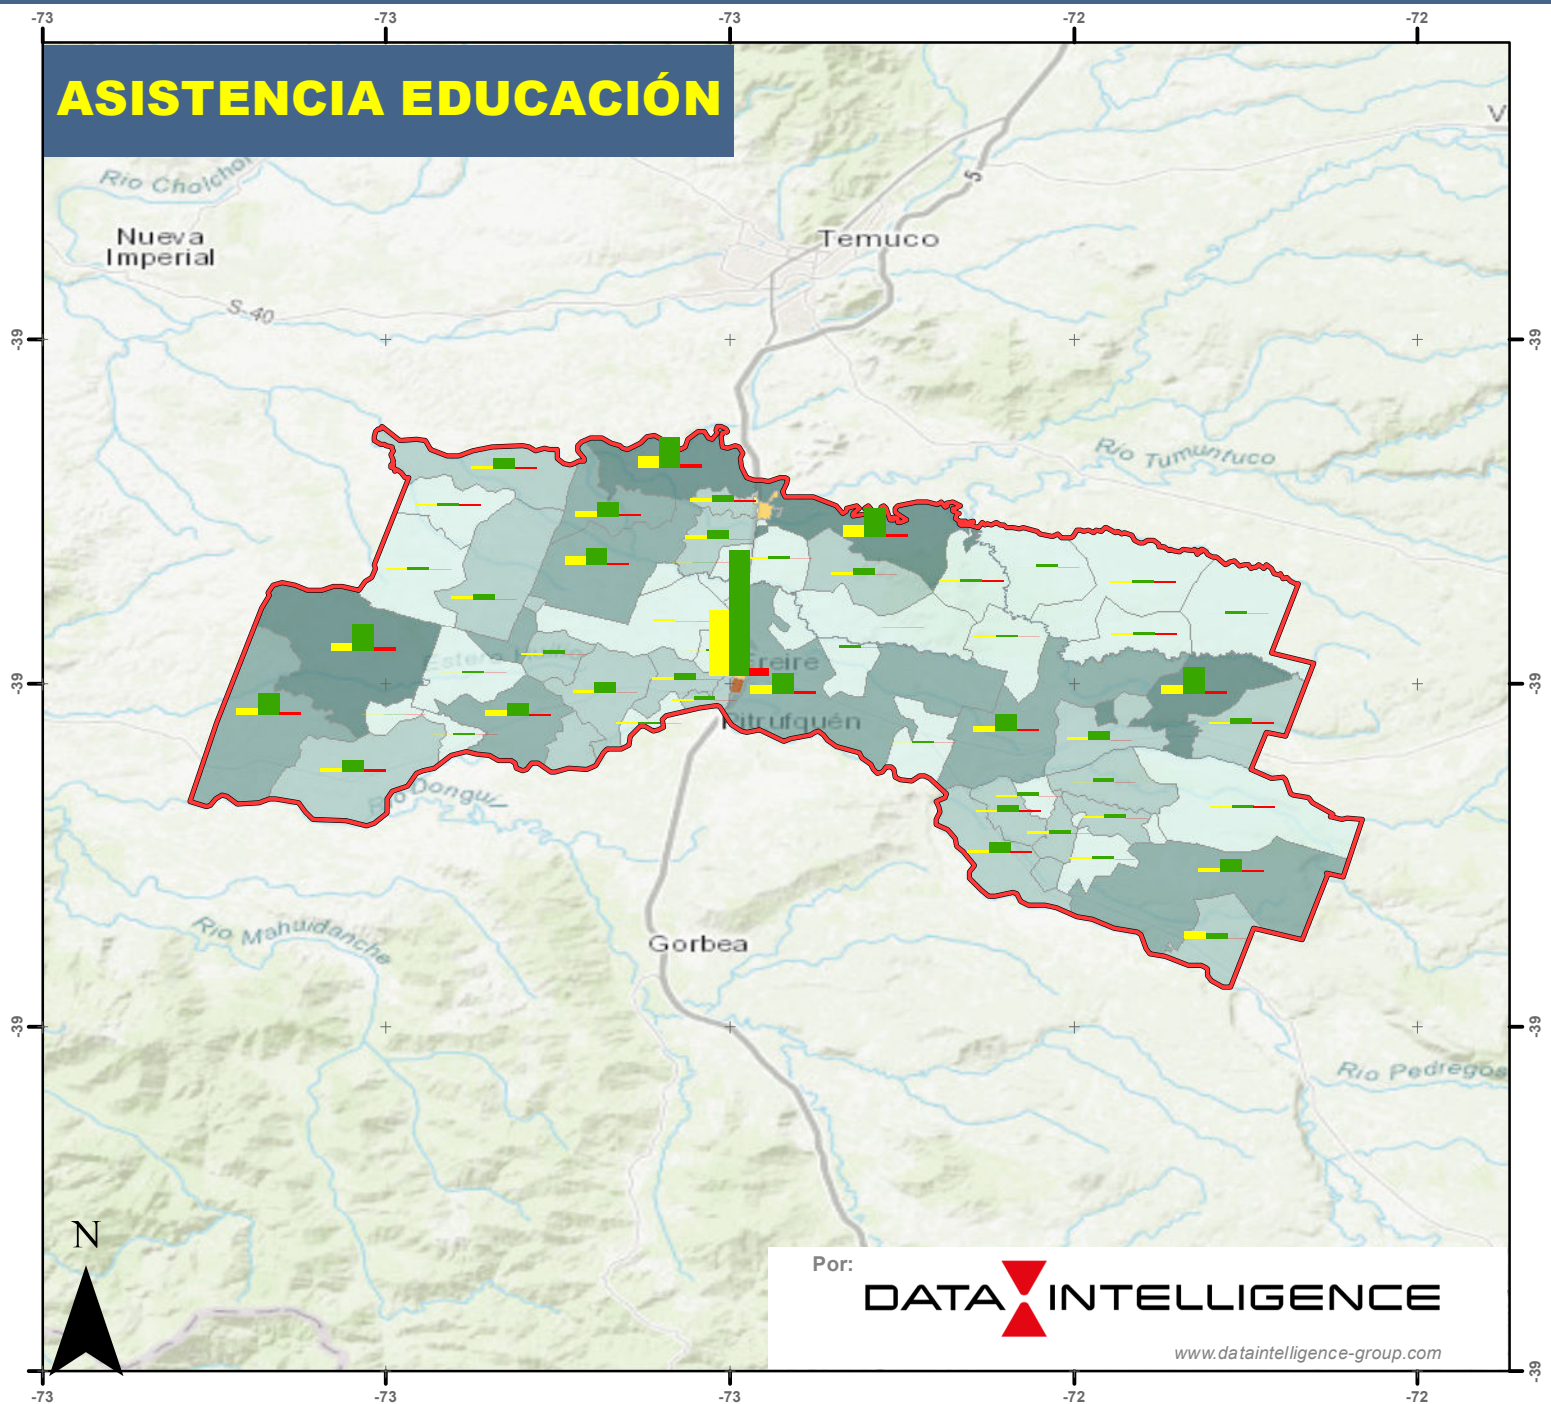 -73 -73 -73 -72 -72
ASISTENCIA EDUCACIÓN
V
5
Río Cholchol
Nueva
Imperial
Temuco
S-40
-39 -39
Río Tumuntuco
Estero
Freire
-39 -39
Pitrufquén
Río Donguil
Río Mahuidanche
Gorbea
-39 -39
Río Pedregos
N
Por:
DATA INTELLIGENCE
www.dataintelligence-group.com
-39
-73 -73 -73 -72 -72